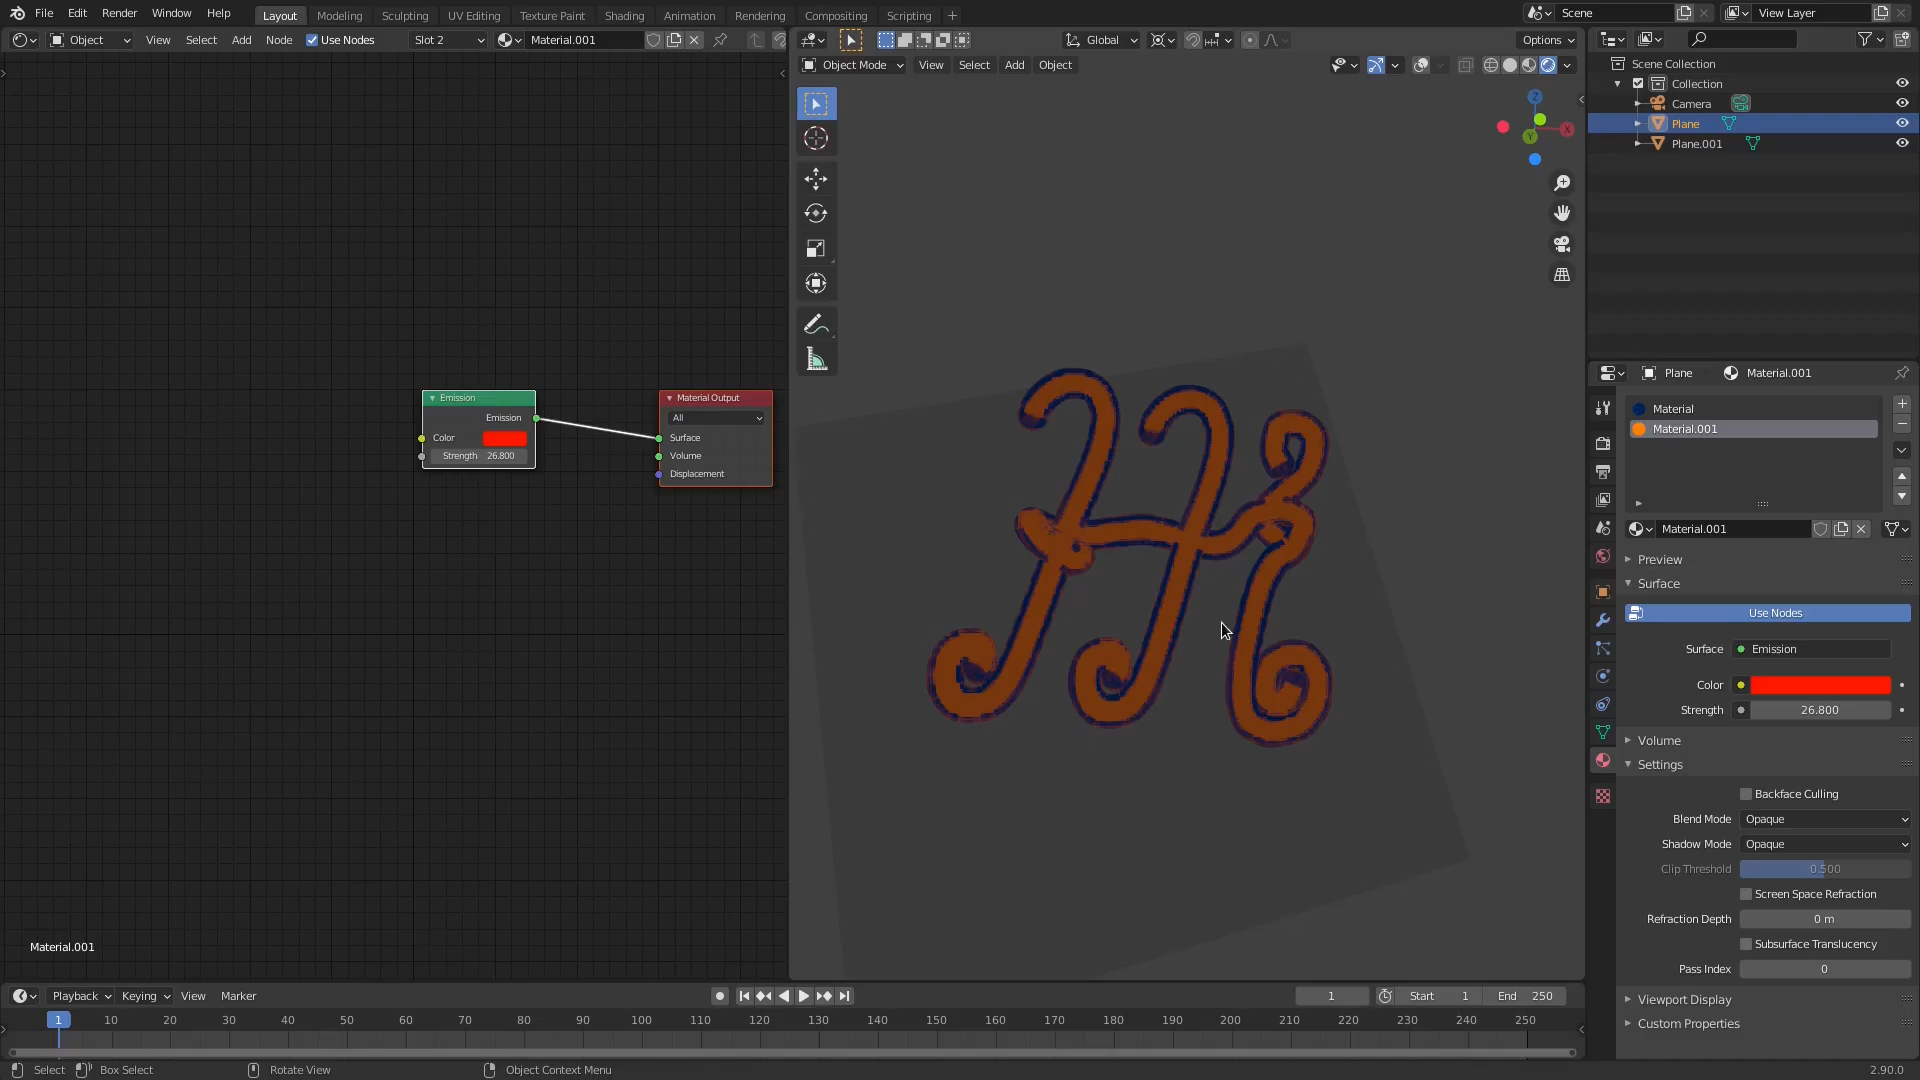 File Edit Render Window Help Layout Modeling Sculpting UV Editing Texture Paint Shading Animation Rendering Compositing Scripting + Scene View Layer
Object View Select Add Node Use Nodes Slot 2 Material.001 Global Options
Object Mode View Select Add Object
Scene Collection
Collection
Camera
Plane
Plane.001
Z
X
Y
Emission
Emission
Color
Strength 26.800
Material Output
All
Surface
Volume
Displacement
Material.001
Plane Material.001
Material
Material.001
Material.001
Preview
Surface
Use Nodes
Surface Emission
Color
Strength 26.800
Volume
Settings
Backface Culling
Blend Mode Opaque
Shadow Mode Opaque
Clip Threshold 0.500
Screen Space Refraction
Refraction Depth 0 m
Subsurface Translucency
Pass Index 0
Viewport Display
Custom Properties
Playback Keying View Marker 1 Start 1 End 250
1 10 20 30 40 50 60 70 80 90 100 110 120 130 140 150 160 170 180 190 200 210 220 230 240 250
Select Box Select Rotate View Object Context Menu 2.90.0